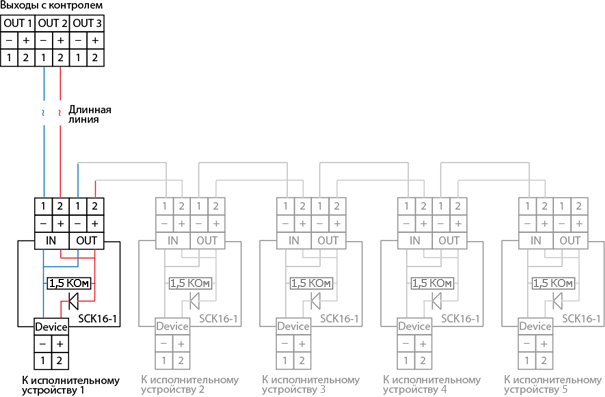 Выходы с контролем
OUT 1 OUT 2 OUT 3
– + – + – +
1 2 1 2 1 2
~ ~ Длинная
линия
1 2 1 2 1 2 1 2 1 2 1 2 1 2 1 2 1 2 1 2
– + – + – + – + – + – + – + – + – + – +
IN OUT IN OUT IN OUT IN OUT IN OUT
1,5 КОм 1,5 КОм 1,5 КОм 1,5 КОм 1,5 КОм
SCK16-1 SCK16-1 SCK16-1 SCK16-1 SCK16-1
Device Device Device Device Device
– + – + – + – + – +
1 2 1 2 1 2 1 2 1 2
К исполнительному К исполнительному К исполнительному К исполнительному К исполнительному
устройству 1 устройству 2 устройству 3 устройству 4 устройству 5